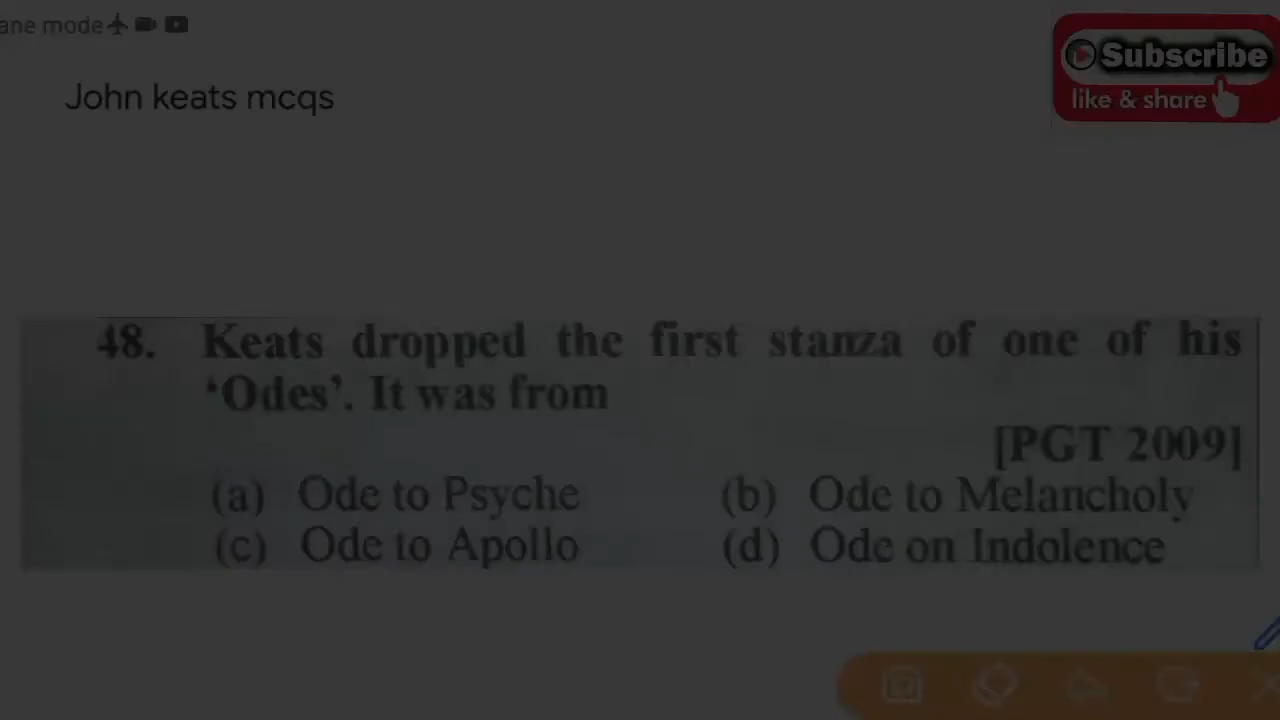 ane mode
Subscribe
like & share
John keats mcqs
48. Keats dropped the first stanza of one of his
'Odes'. It was from
[PGT 2009]
(a) Ode to Psyche (b) Ode to Melancholy
(c) Ode to Apollo (d) Ode on Indolence